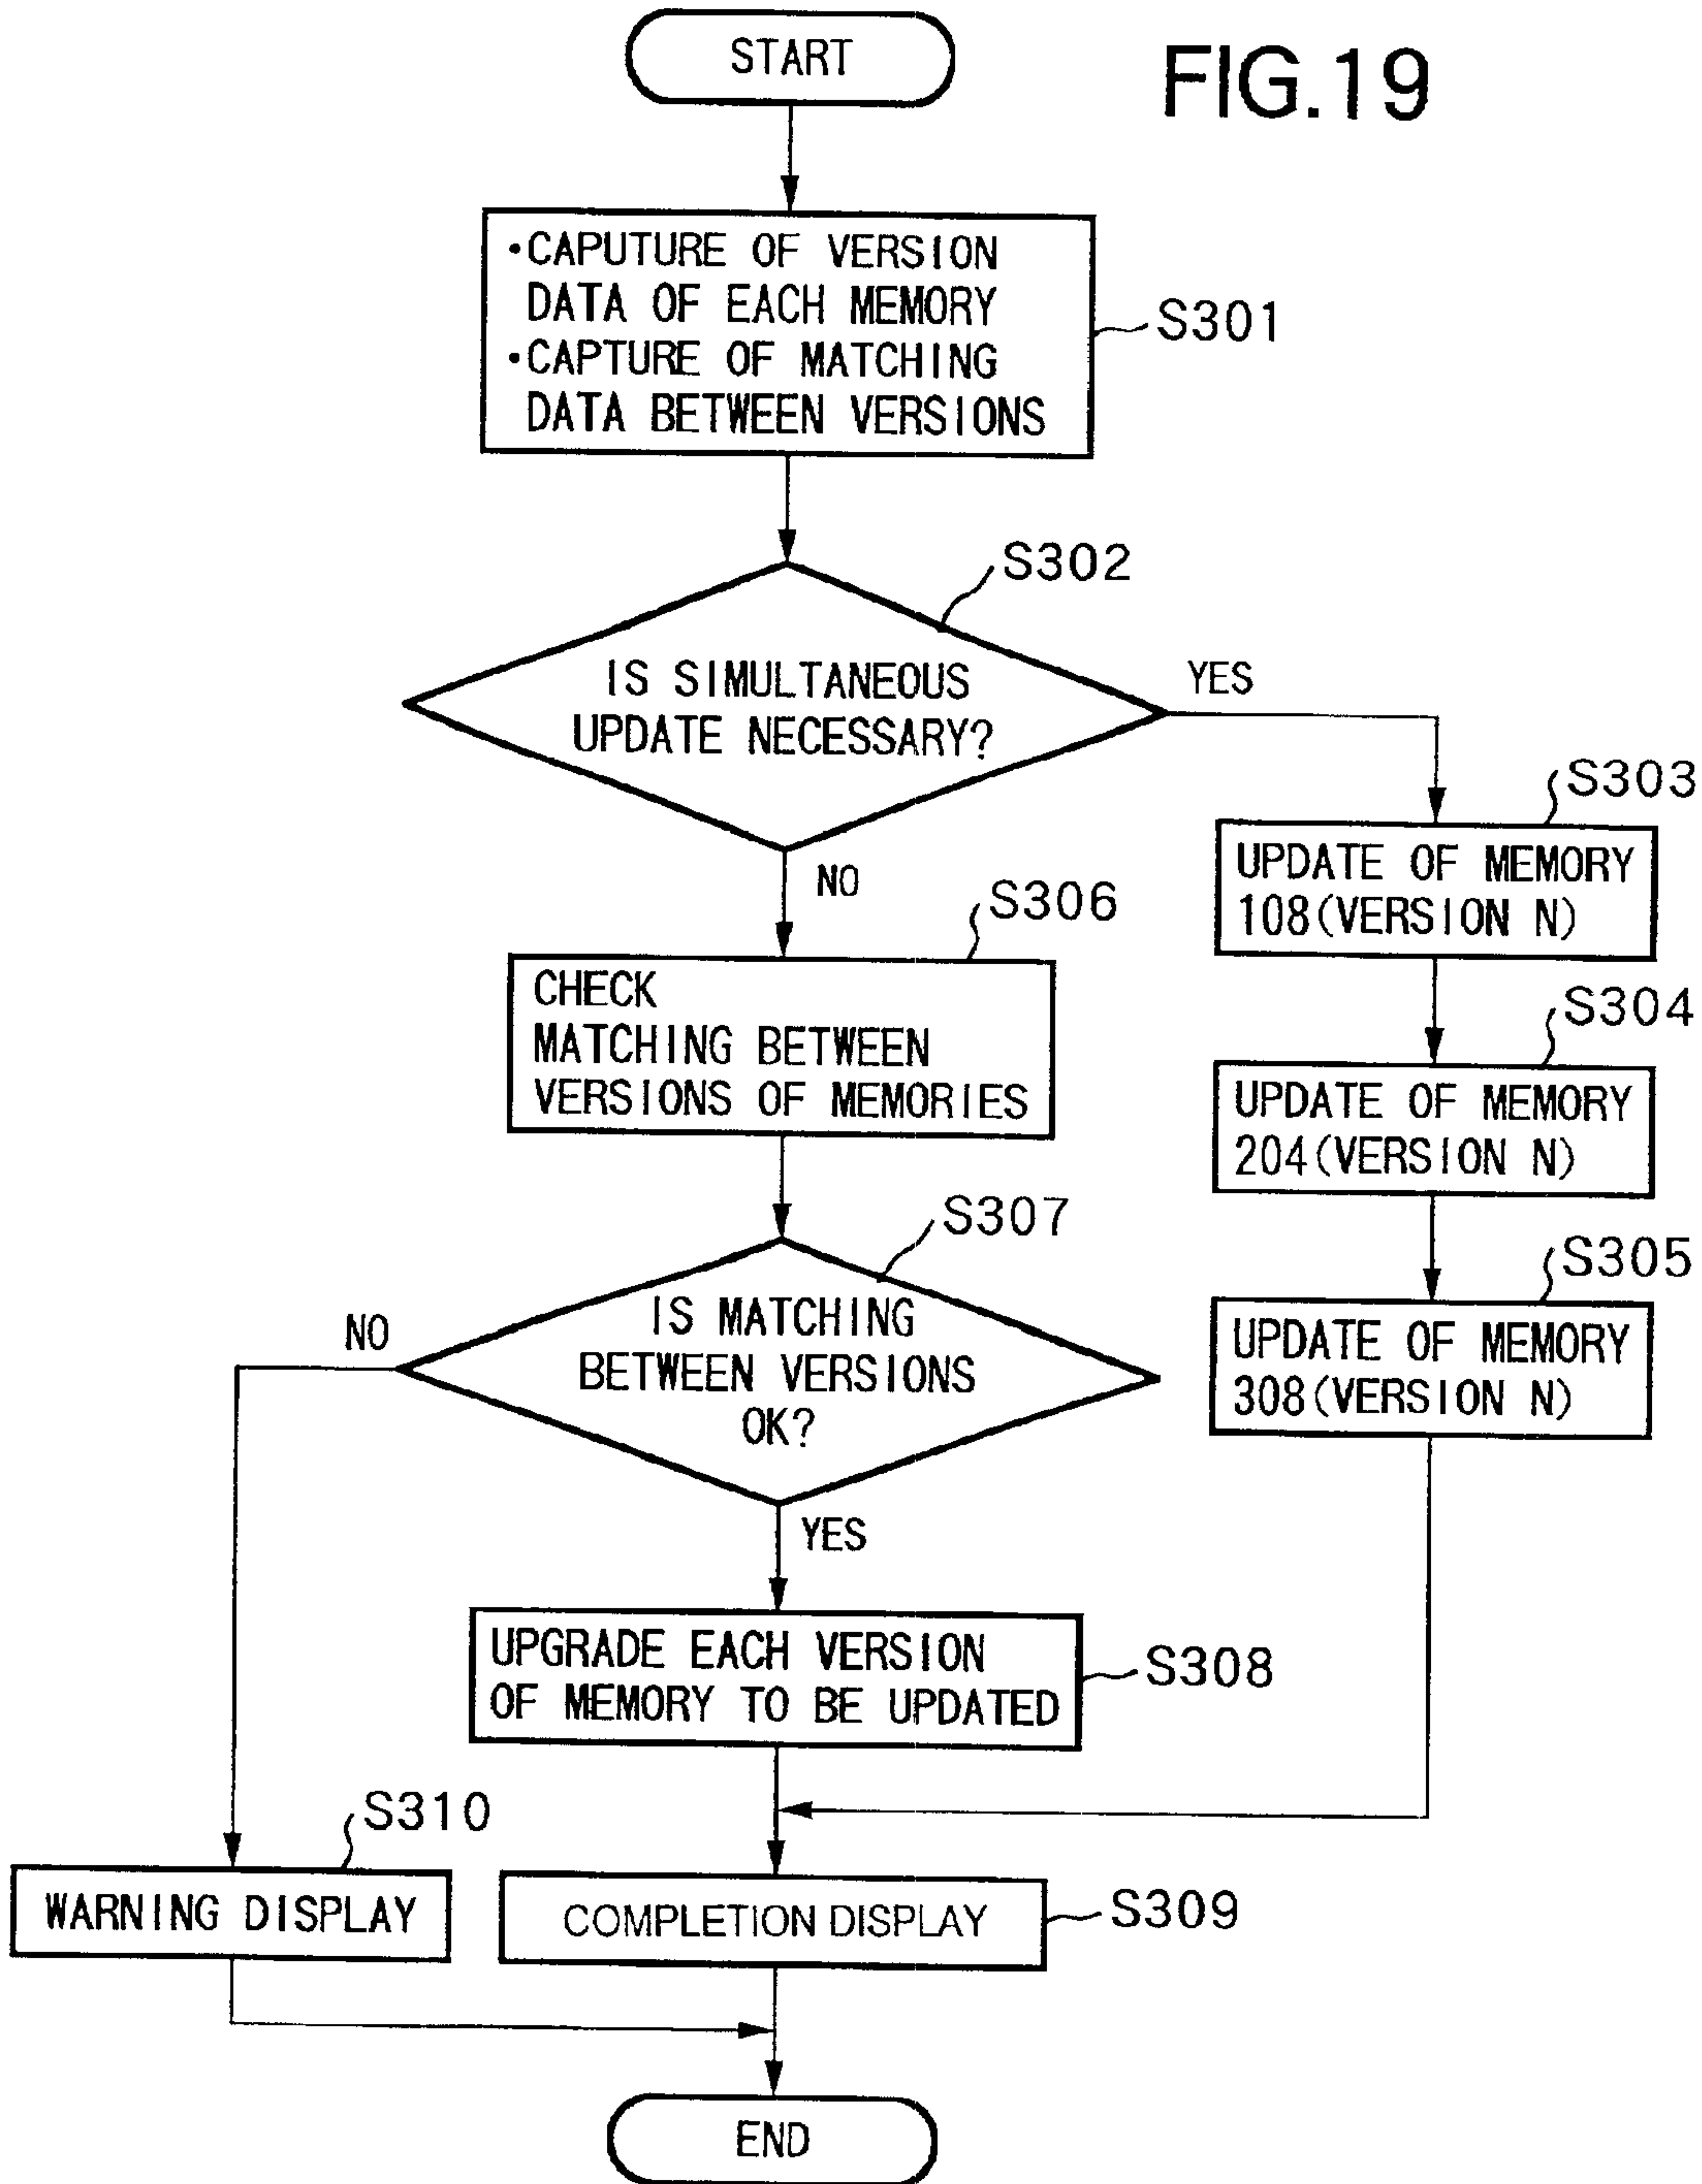 START
FIG.19
·CAPUTURE OF VERSION
DATA OF EACH MEMORY
·CAPTURE OF MATCHING
DATA BETWEEN VERSIONS
S301
S302
IS SIMULTANEOUS
UPDATE NECESSARY?
YES
NO
S303
UPDATE OF MEMORY
108(VERSION N)
S306
CHECK
MATCHING BETWEEN
VERSIONS OF MEMORIES
S304
UPDATE OF MEMORY
204(VERSION N)
S307
IS MATCHING
BETWEEN VERSIONS
OK?
NO
YES
S305
UPDATE OF MEMORY
308(VERSION N)
UPGRADE EACH VERSION
OF MEMORY TO BE UPDATED
S308
S310
WARNING DISPLAY
COMPLETION DISPLAY
S309
END